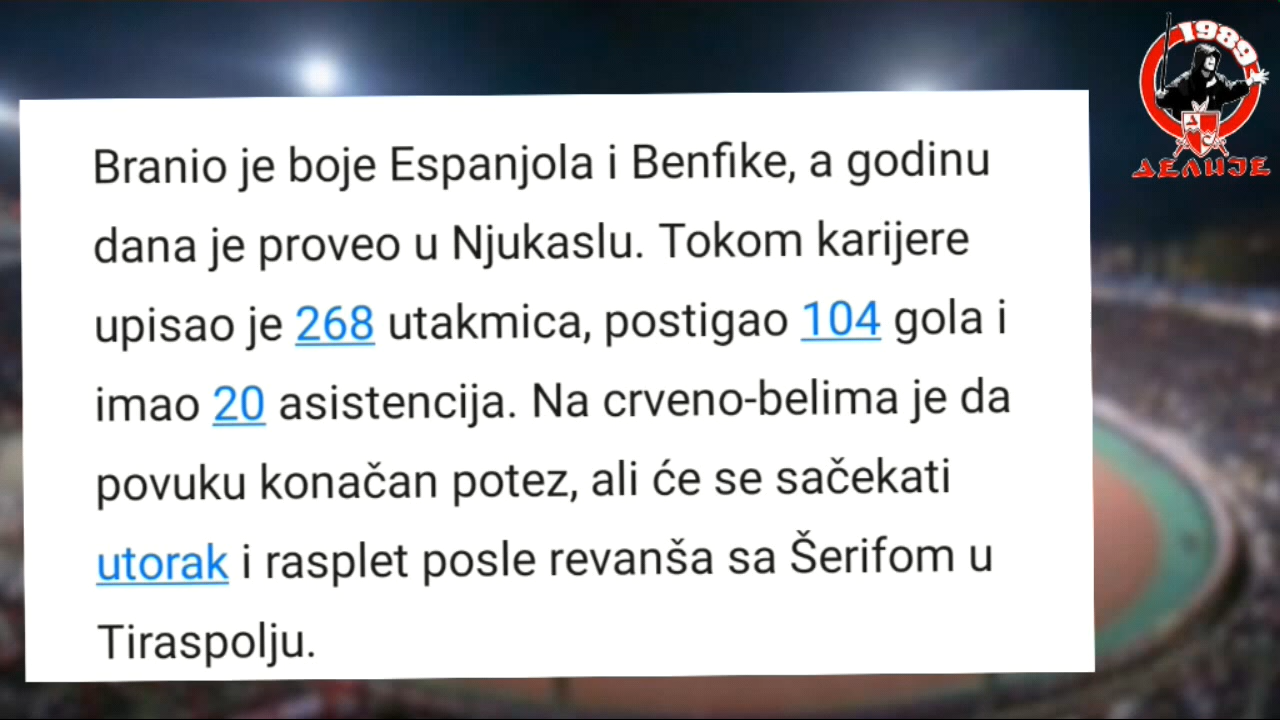 1989
ДЕЛИЈЕ
Branio je boje Espanjola i Benfike, a godinu
dana je proveo u Njukaslu. Tokom karijere
upisao je 268 utakmica, postigao 104 gola i
imao 20 asistencija. Na crveno-belima je da
povuku konačan potez, ali će se sačekati
utorak i rasplet posle revanša sa Šerifom u
Tiraspolju.